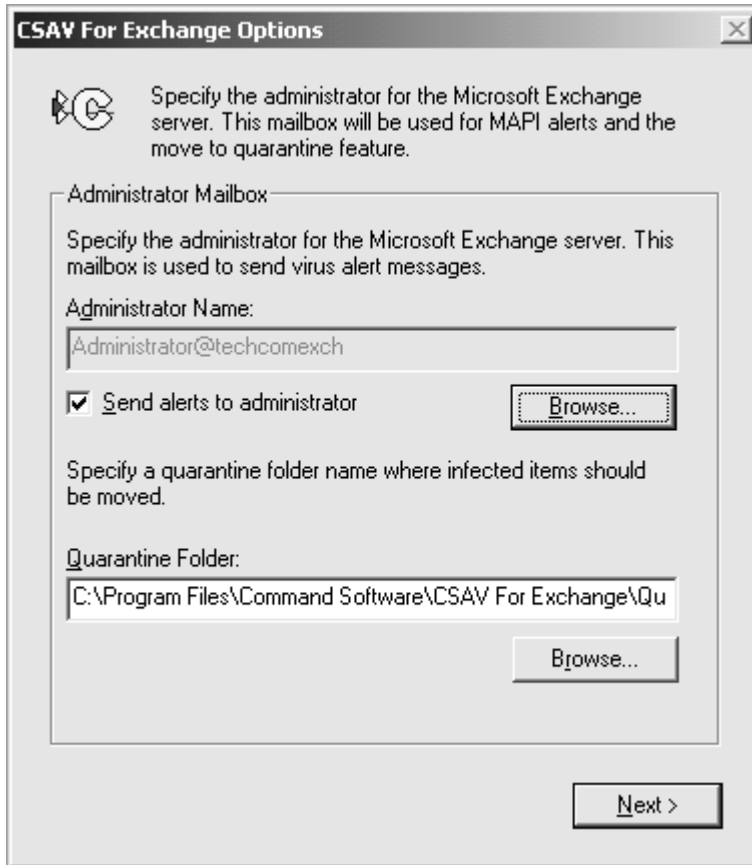 CSAV For Exchange Options
Specify the administrator for the Microsoft Exchange
server. This mailbox will be used for MAPI alerts and the
move to quarantine feature.
Administrator Mailbox
Specify the administrator for the Microsoft Exchange server. This
mailbox is used to send virus alert messages.
Administrator Name:
Administrator@techcomexch
Send alerts to administrator
Browse...
Specify a quarantine folder name where infected items should
be moved.
Quarantine Folder:
C:\Program Files\Command Software\CSAV For Exchange\Qu
Browse...
Next >